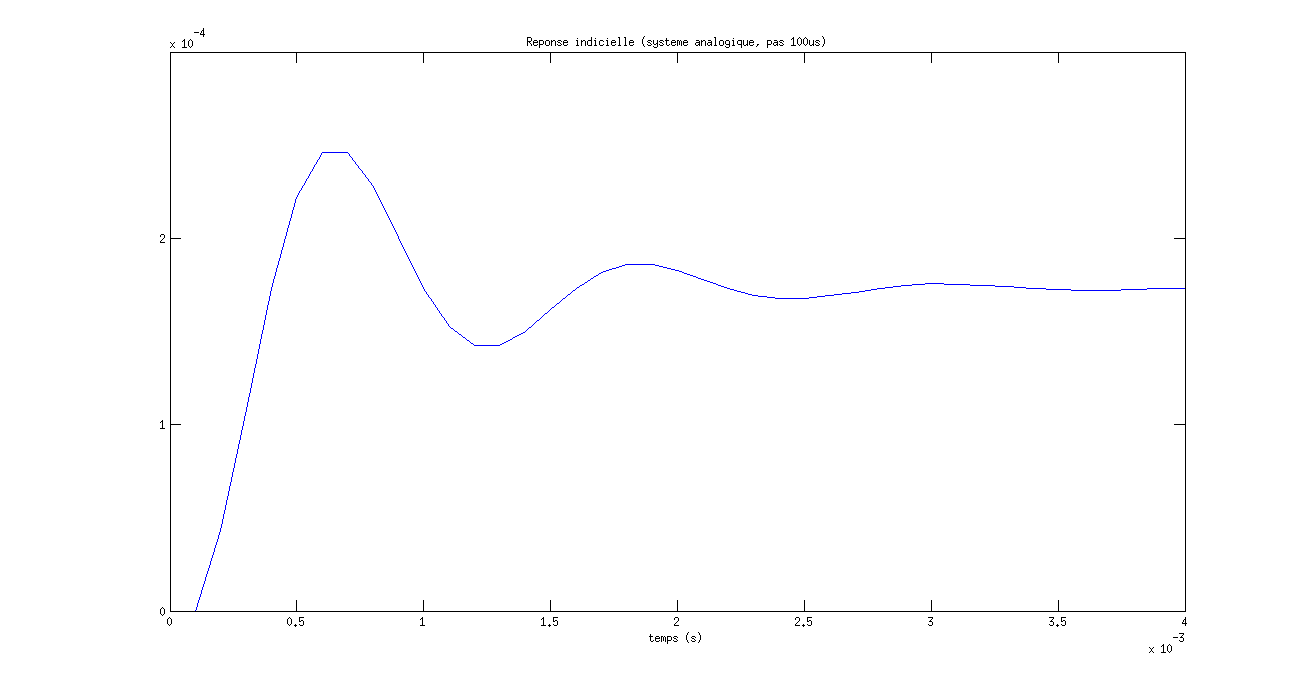 x 10-4
Reponse indicielle (systeme analogique, pas 100us)
2
1
0
0 0.5 1 1.5 2 2.5 3 3.5 4
temps (s)
x 10-3